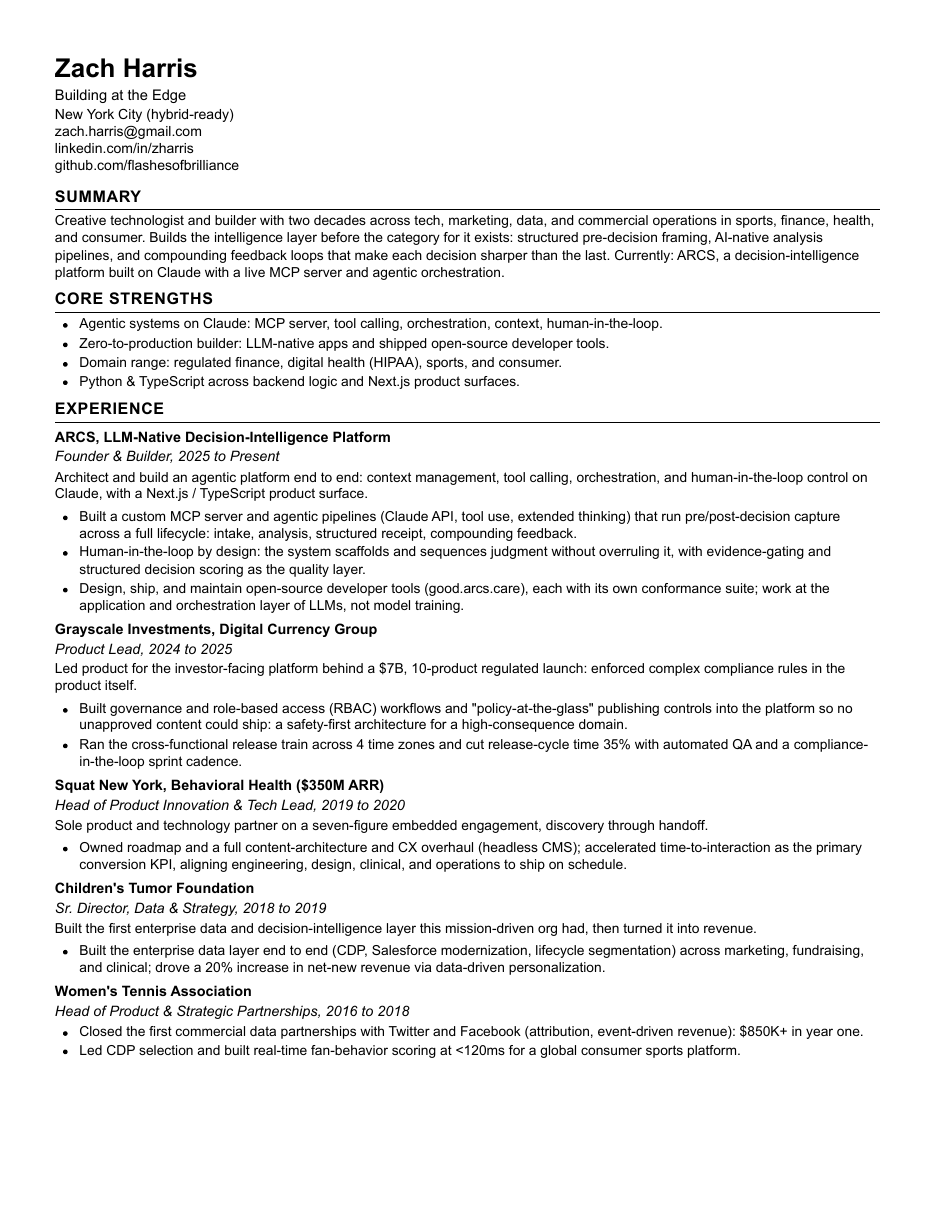 Zach Harris
Building at the Edge
New York City (hybrid-ready)
zach.harris@gmail.com
linkedin.com/in/zharris
github.com/flashesofbrilliance
SUMMARY
Creative technologist and builder with two decades across tech, marketing, data, and commercial operations in sports, finance, health,
and consumer. Builds the intelligence layer before the category for it exists: structured pre-decision framing, AI-native analysis
pipelines, and compounding feedback loops that make each decision sharper than the last. Currently: ARCS, a decision-intelligence
platform built on Claude with a live MCP server and agentic orchestration.
CORE STRENGTHS
• Agentic systems on Claude: MCP server, tool calling, orchestration, context, human-in-the-loop.
• Zero-to-production builder: LLM-native apps and shipped open-source developer tools.
• Domain range: regulated finance, digital health (HIPAA), sports, and consumer.
• Python & TypeScript across backend logic and Next.js product surfaces.
EXPERIENCE
ARCS, LLM-Native Decision-Intelligence Platform
Founder & Builder, 2025 to Present
Architect and build an agentic platform end to end: context management, tool calling, orchestration, and human-in-the-loop control on
Claude, with a Next.js / TypeScript product surface.
• Built a custom MCP server and agentic pipelines (Claude API, tool use, extended thinking) that run pre/post-decision capture
across a full lifecycle: intake, analysis, structured receipt, compounding feedback.
• Human-in-the-loop by design: the system scaffolds and sequences judgment without overruling it, with evidence-gating and
structured decision scoring as the quality layer.
• Design, ship, and maintain open-source developer tools (good.arcs.care), each with its own conformance suite; work at the
application and orchestration layer of LLMs, not model training.
Grayscale Investments, Digital Currency Group
Product Lead, 2024 to 2025
Led product for the investor-facing platform behind a $7B, 10-product regulated launch: enforced complex compliance rules in the
product itself.
• Built governance and role-based access (RBAC) workflows and "policy-at-the-glass" publishing controls into the platform so no
unapproved content could ship: a safety-first architecture for a high-consequence domain.
• Ran the cross-functional release train across 4 time zones and cut release-cycle time 35% with automated QA and a compliance-
in-the-loop sprint cadence.
Squat New York, Behavioral Health ($350M ARR)
Head of Product Innovation & Tech Lead, 2019 to 2020
Sole product and technology partner on a seven-figure embedded engagement, discovery through handoff.
• Owned roadmap and a full content-architecture and CX overhaul (headless CMS); accelerated time-to-interaction as the primary
conversion KPI, aligning engineering, design, clinical, and operations to ship on schedule.
Children's Tumor Foundation
Sr. Director, Data & Strategy, 2018 to 2019
Built the first enterprise data and decision-intelligence layer this mission-driven org had, then turned it into revenue.
• Built the enterprise data layer end to end (CDP, Salesforce modernization, lifecycle segmentation) across marketing, fundraising,
and clinical; drove a 20% increase in net-new revenue via data-driven personalization.
Women's Tennis Association
Head of Product & Strategic Partnerships, 2016 to 2018
• Closed the first commercial data partnerships with Twitter and Facebook (attribution, event-driven revenue): $850K+ in year one.
• Led CDP selection and built real-time fan-behavior scoring at <120ms for a global consumer sports platform.